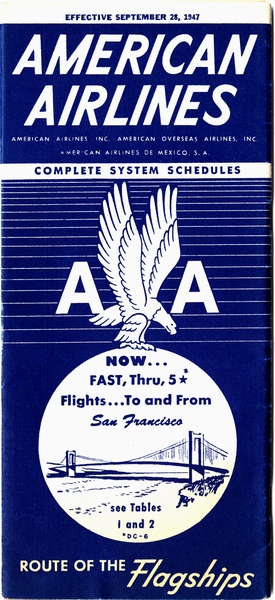 EFFECTIVE SEPTEMBER 28, 1947
AMERICAN
AIRLINES
AMERICAN AIRLINES INC. AMERICAN OVERSEAS AIRLINES, INC.
AMERICAN AIRLINES DE MEXICO, S. A.
COMPLETE SYSTEM SCHEDULES
A A
NOW...
FAST, Thru, 5★*
Flights...To and From
San Francisco
see Tables
1 and 2
*DC-6
ROUTE OF THE Flagships